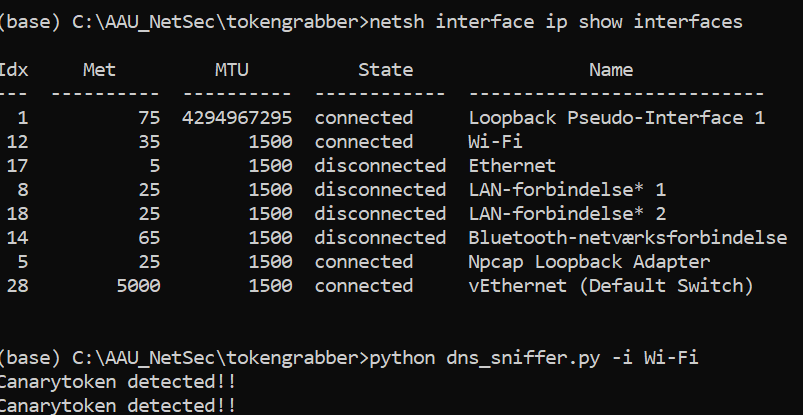 (base) C:\AAU_NetSec\tokengrabber>netsh interface ip show interfaces
Idx     Met         MTU          State                Name
---  ----------  ----------  ------------  ---------------------------
  1          75  4294967295  connected     Loopback Pseudo-Interface 1
 12          35        1500  connected     Wi-Fi
 17           5        1500  disconnected  Ethernet
  8          25        1500  disconnected  LAN-forbindelse* 1
 18          25        1500  disconnected  LAN-forbindelse* 2
 14          65        1500  disconnected  Bluetooth-netværksforbindelse
  5          25        1500  connected     Npcap Loopback Adapter
 28        5000        1500  connected     vEthernet (Default Switch)
(base) C:\AAU_NetSec\tokengrabber>python dns_sniffer.py -i Wi-Fi
Canarytoken detected!!
Canarytoken detected!!